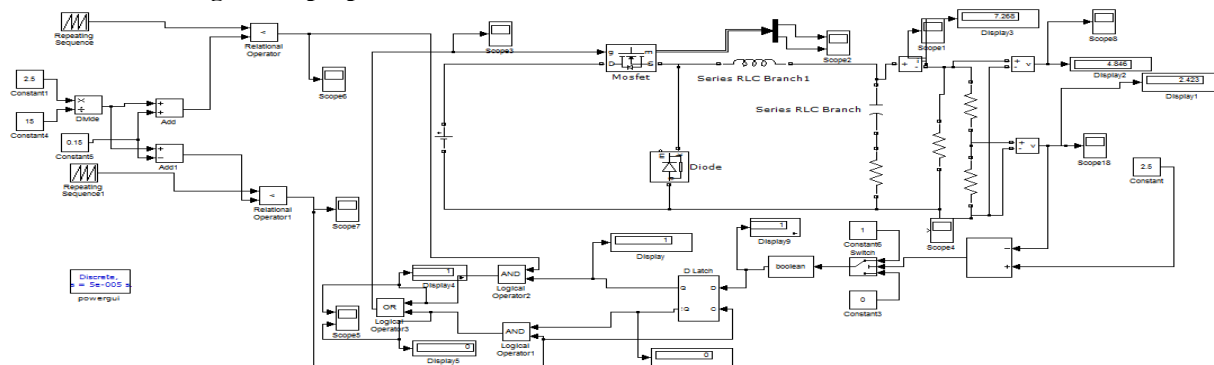 Repeating
Sequence
<
Relational
Operator
Scope6
2.5
Constant1
15
Constant4
Divide
0.15
Constant5
Add
Add1
Repeating
Sequence1
<
Relational
Operator1
Scope7
Discrete,
s = 5e-005 s.
powergui
Scope3
g
m
D
S
Mosfet
Scope2
Series RLC Branch1
Series RLC Branch
Diode
Scope1
7.268
Display3
Scope8
4.846
Display2
2.423
Display1
v
v
Scope18
2.5
Constant
Scope4
1
Display9
1
Constant6
Switch
boolean
0
Constant3
1
Display
D Latch
Q
D
!Q
C
1
Display4
AND
Logical
Operator2
OR
Logical
Operator3
AND
Logical
Operator1
Scope5
0
Display5
0